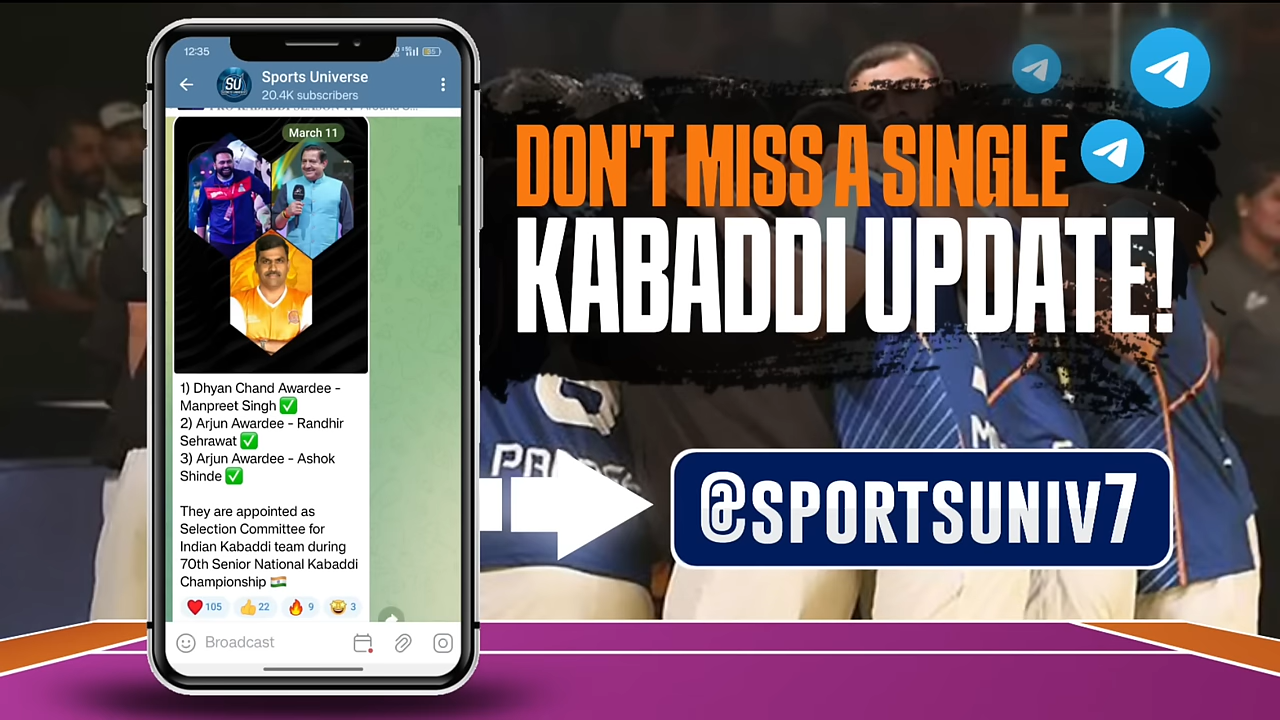 12:35
SU
Sports Universe
20.4K subscribers
March 11
1) Dhyan Chand Awardee -
Manpreet Singh ✅
2) Arjun Awardee - Randhir
Sehrawat ✅
3) Arjun Awardee - Ashok
Shinde ✅
They are appointed as
Selection Committee for
Indian Kabaddi team during
70th Senior National Kabaddi
Championship 🇮🇳
❤️ 105 👍 22 🔥 9 🤩 3
Broadcast
DON'T MISS A SINGLE
KABADDI UPDATE!
@SPORTSUNIV7